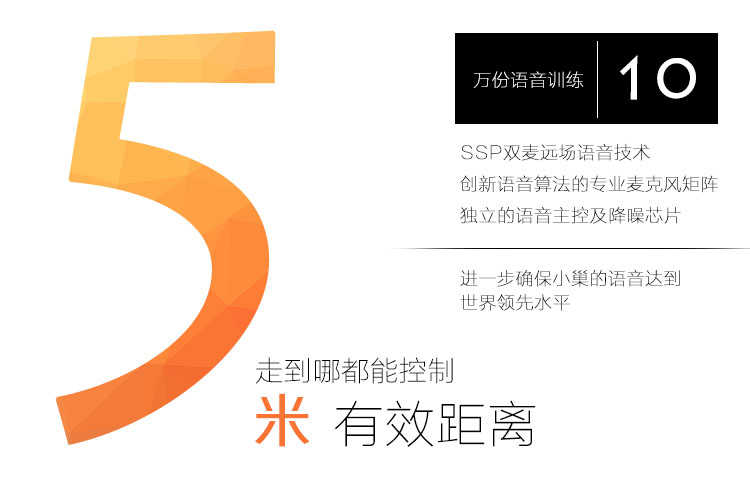 5
走到哪都能控制
米 有效距离
万份语音训练 10
SSP双麦远场语音技术
创新语音算法的专业麦克风矩阵
独立的语音主控及降噪芯片
进一步确保小巢的语音达到
世界领先水平